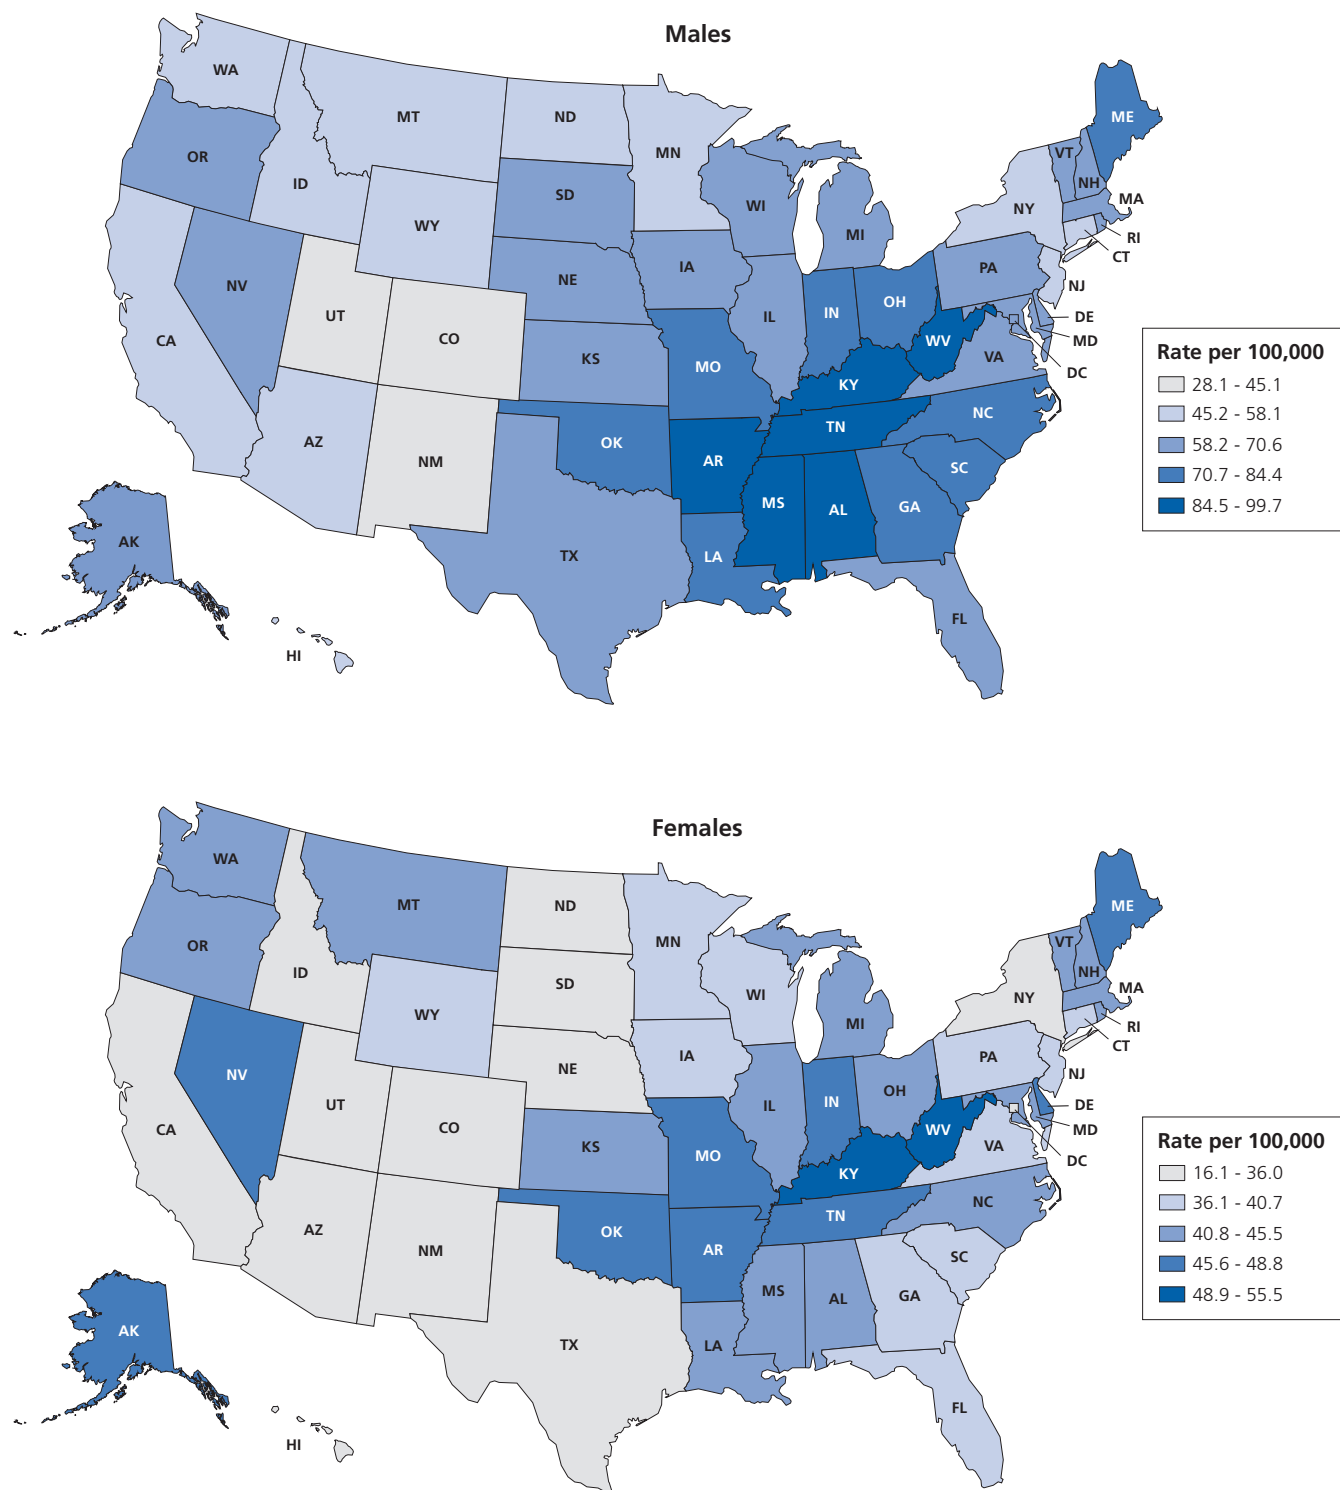 Males
WA
OR
CA
NV
ID
MT
WY
UT
CO
AZ
NM
ND
SD
NE
KS
OK
TX
MN
IA
MO
AR
LA
WI
IL
MI
IN
OH
KY
TN
MS
AL
GA
FL
SC
NC
VA
WV
PA
NY
VT
NH
ME
MA
RI
CT
NJ
DE
MD
DC
AK
HI
Rate per 100,000
28.1 - 45.1
45.2 - 58.1
58.2 - 70.6
70.7 - 84.4
84.5 - 99.7
Females
WA
OR
CA
NV
ID
MT
WY
UT
CO
AZ
NM
ND
SD
NE
KS
OK
TX
MN
IA
MO
AR
LA
WI
IL
MI
IN
OH
KY
TN
MS
AL
GA
FL
SC
NC
VA
WV
PA
NY
VT
NH
ME
MA
RI
CT
NJ
DE
MD
DC
AK
HI
Rate per 100,000
16.1 - 36.0
36.1 - 40.7
40.8 - 45.5
45.6 - 48.8
48.9 - 55.5